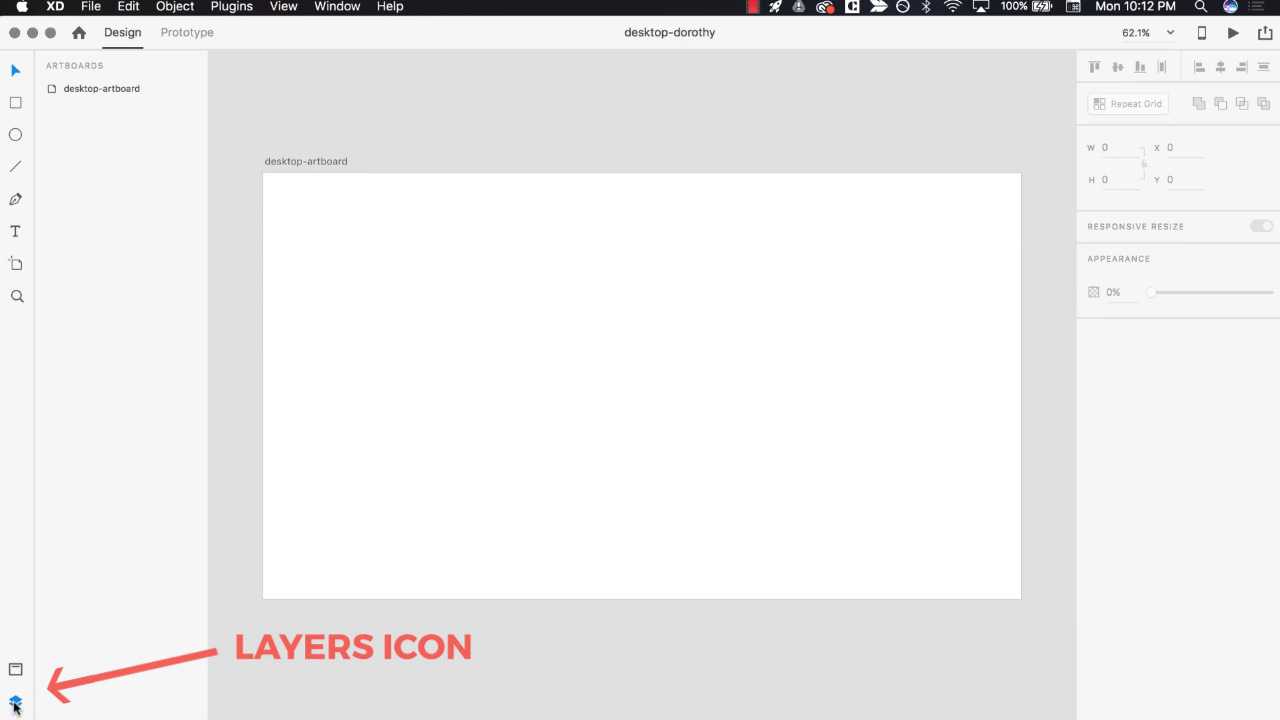 XD File Edit Object Plugins View Window Help 100% Mon 10:12 PM
Design Prototype desktop-dorothy 62.1%
ARTBOARDS
desktop-artboard
Repeat Grid
W 0 X 0
H 0 Y 0
RESPONSIVE RESIZE
APPEARANCE
0%
desktop-artboard
T
LAYERS ICON